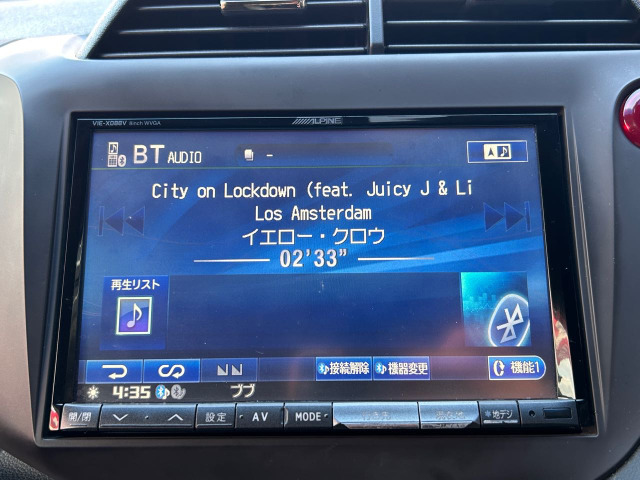 VIE-X088V 8inch WVGA
ALPINE
BT AUDIO
-
City on Lockdown (feat. Juicy J & Li
Los Amsterdam
イエロー・クロウ
02'33"
再生リスト
接続解除 機器変更 機能1
4:35 ププ
開/閉 設定 AV MODE 地デジ